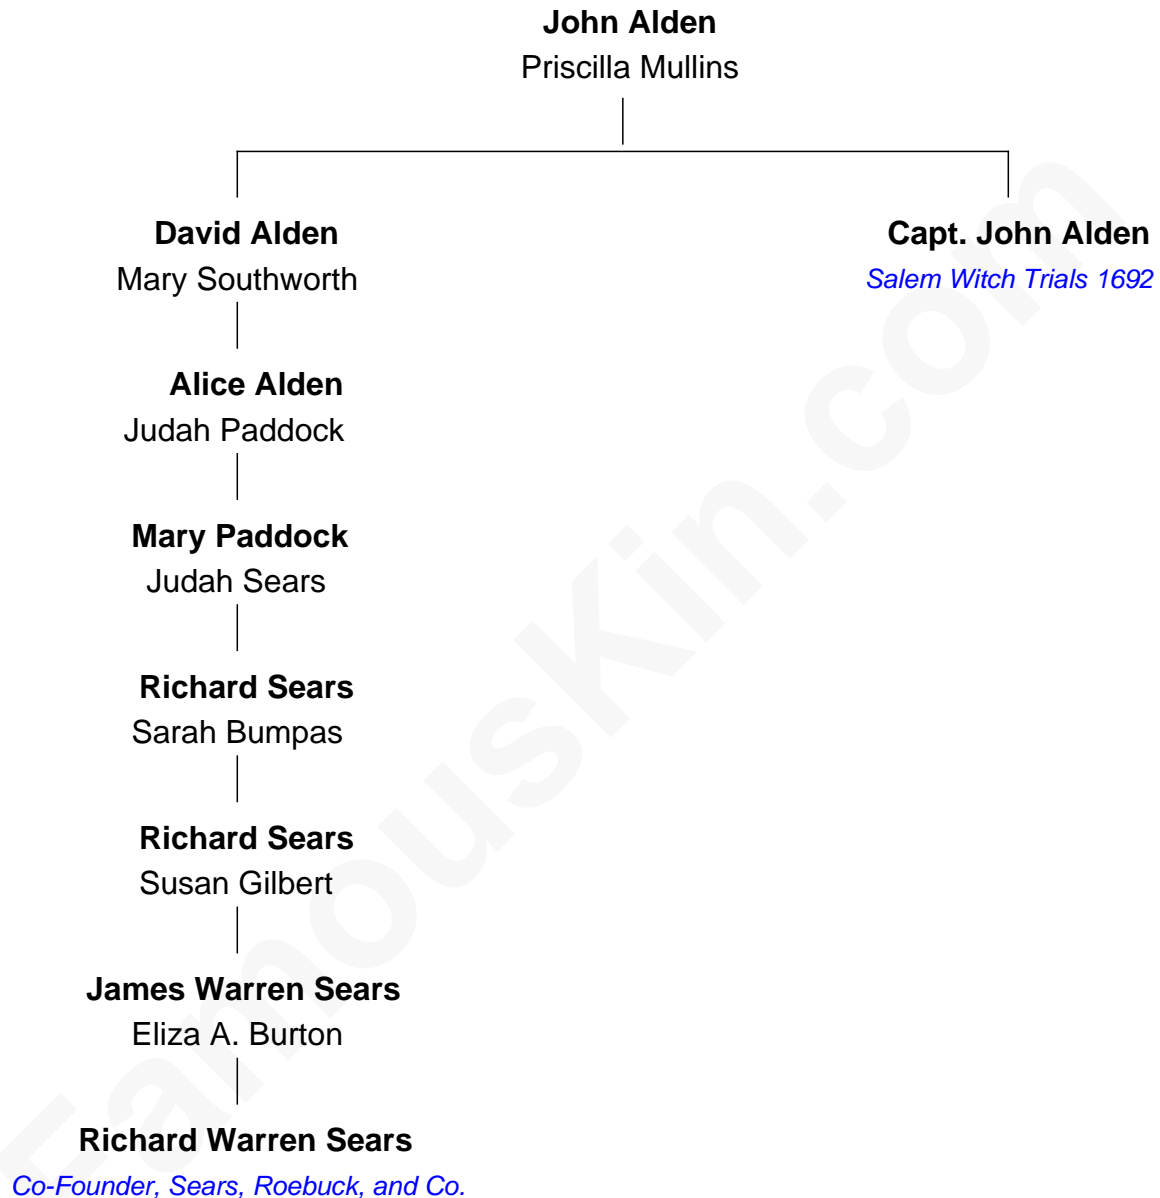 John Alden
Priscilla Mullins
David Alden
Mary Southworth
Capt. John Alden
Salem Witch Trials 1692
Alice Alden
Judah Paddock
Mary Paddock
Judah Sears
Richard Sears
Sarah Bumpas
Richard Sears
Susan Gilbert
James Warren Sears
Eliza A. Burton
Richard Warren Sears
Co-Founder, Sears, Roebuck, and Co.
FamousKin.com